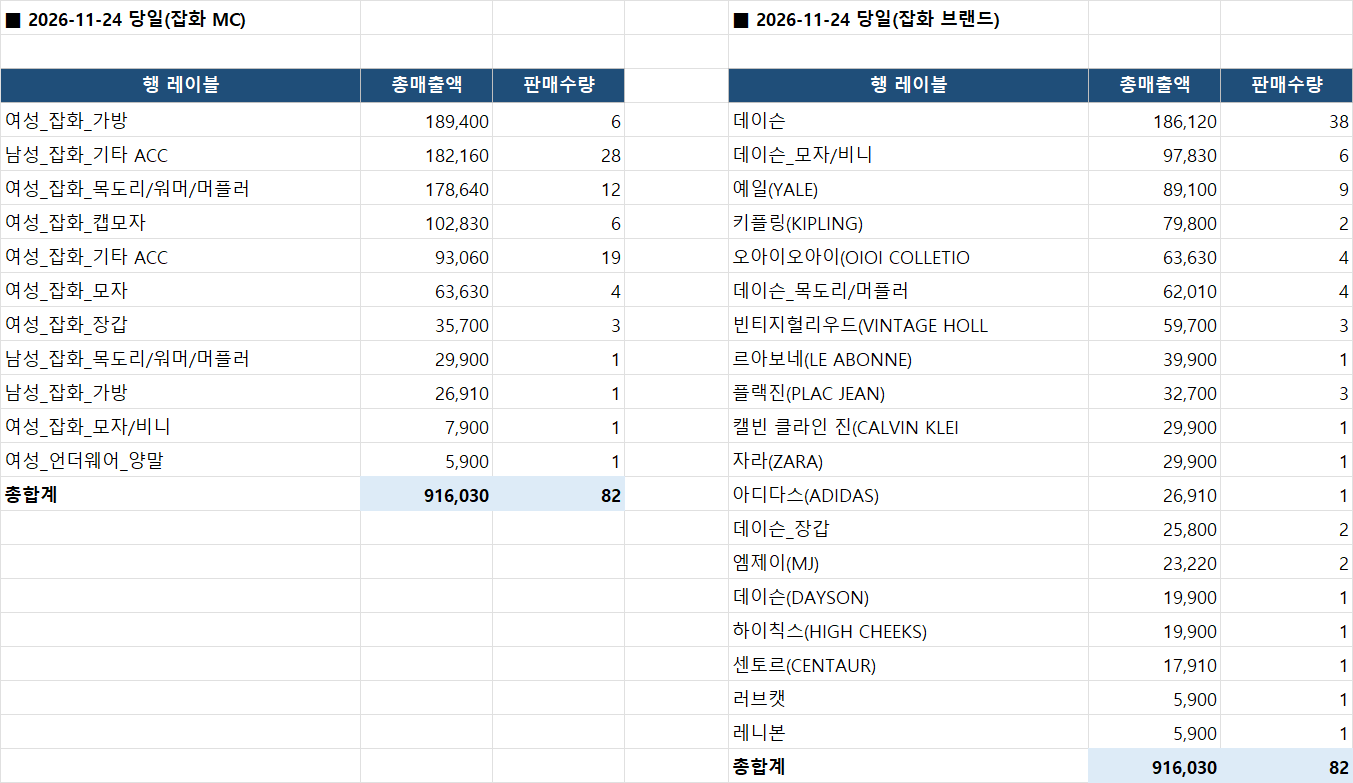 ■ 2026-11-24 당일(잡화 MC)
행 레이블 총매출액 판매수량
여성_잡화_가방 189,400 6
남성_잡화_기타 ACC 182,160 28
여성_잡화_목도리/워머/머플러 178,640 12
여성_잡화_캡모자 102,830 6
여성_잡화_기타 ACC 93,060 19
여성_잡화_모자 63,630 4
여성_잡화_장갑 35,700 3
남성_잡화_목도리/워머/머플러 29,900 1
남성_잡화_가방 26,910 1
여성_잡화_모자/비니 7,900 1
여성_언더웨어_양말 5,900 1
총합계 916,030 82
■ 2026-11-24 당일(잡화 브랜드)
행 레이블 총매출액 판매수량
데이슨 186,120 38
데이슨_모자/비니 97,830 6
예일(YALE) 89,100 9
키플링(KIPLING) 79,800 2
오아이오아이(OIOI COLLETIO 63,630 4
데이슨_목도리/머플러 62,010 4
빈티지헐리우드(VINTAGE HOLL 59,700 3
르아보네(LE ABONNE) 39,900 1
플랙진(PLAC JEAN) 32,700 3
캘빈 클라인 진(CALVIN KLEI 29,900 1
자라(ZARA) 29,900 1
아디다스(ADIDAS) 26,910 1
데이슨_장갑 25,800 2
엠제이(MJ) 23,220 2
데이슨(DAYSON) 19,900 1
하이칙스(HIGH CHEEKS) 19,900 1
센토르(CENTAUR) 17,910 1
러브캣 5,900 1
레니본 5,900 1
총합계 916,030 82